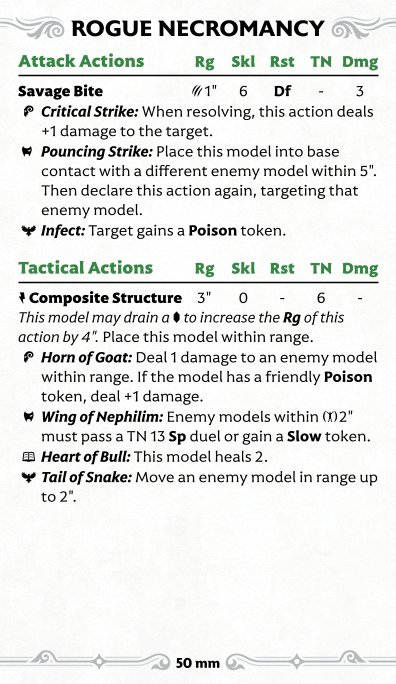 ROGUE NECROMANCY
Attack Actions Rg Skl Rst TN Dmg
Savage Bite 1" 6 Df - 3
Critical Strike: When resolving, this action deals
+1 damage to the target.
Pouncing Strike: Place this model into base
contact with a different enemy model within 5".
Then declare this action again, targeting that
enemy model.
Infect: Target gains a Poison token.
Tactical Actions Rg Skl Rst TN Dmg
Composite Structure 3" 0 - 6 -
This model may drain a to increase the Rg of this
action by 4". Place this model within range.
Horn of Goat: Deal 1 damage to an enemy model
within range. If the model has a friendly Poison
token, deal +1 damage.
Wing of Nephilim: Enemy models within 2"
must pass a TN 13 Sp duel or gain a Slow token.
Heart of Bull: This model heals 2.
Tail of Snake: Move an enemy model in range up
to 2".
50 mm